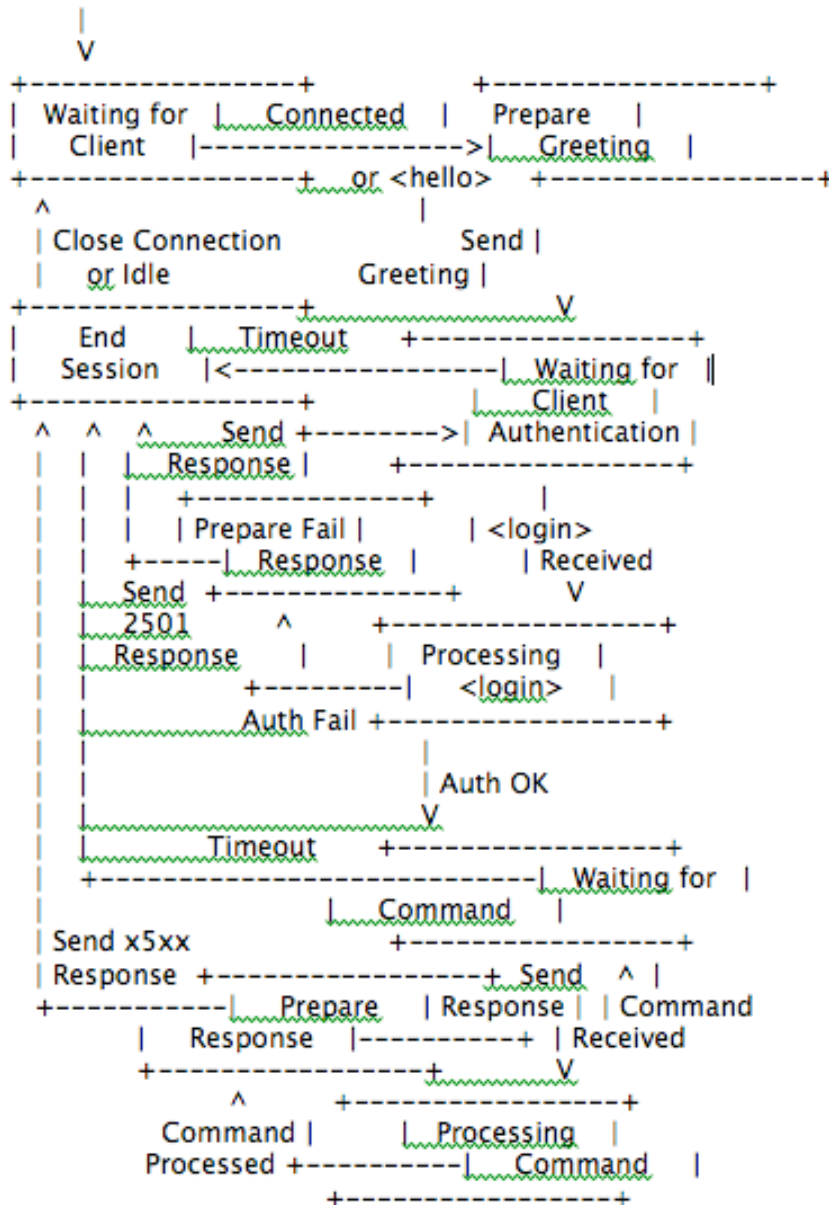 |
V
+-----------------+ +-----------------+
| Waiting for | Connected | Prepare |
| Client |----------------->| Greeting |
+-----------------+ or <hello> +-----------------+
^ |
| Close Connection Send |
| or Idle Greeting |
+-----------------+ V
| End | Timeout +-----------------+
| Session |<-----------------| Waiting for |
+-----------------+ | Client |
^ ^ ^ Send +-------->| Authentication |
| | | Response | +-----------------+
| | | +--------------+ |
| | | | Prepare Fail | | <login>
| | +-----| Response | | Received
| | Send +--------------+ V
| | 2501 ^ +-----------------+
| | Response | | Processing |
| | +---------| <login> |
| | Auth Fail +-----------------+
| | |
| | | Auth OK
| | V
| | Timeout +-----------------+
| +----------------------------| Waiting for |
| | Command |
| Send x5xx +-----------------+
| Response +-----------------+ Send ^ |
+-----------| Prepare | Response | | Command
| Response |----------+ | Received
+-----------------+ V
^ +-----------------+
Command | | Processing |
Processed +----------| Command |
+-----------------+